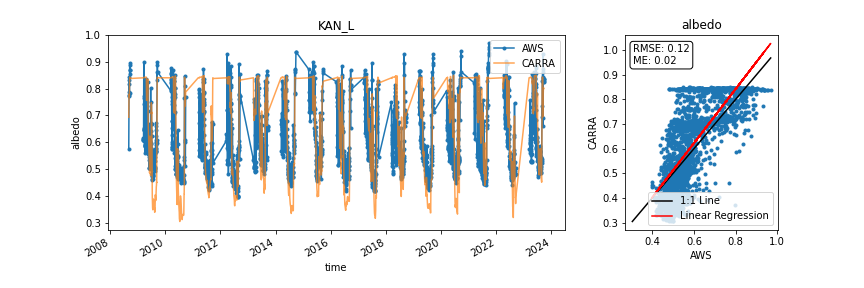 KAN_L
albedo
1.0
0.9
0.8
0.7
0.6
0.5
0.4
0.3
AWS
CARRA
2008
2010
2012
2014
2016
2018
2020
2022
2024
time
albedo
RMSE: 0.12
ME: 0.02
CARRA
1.0
0.9
0.8
0.7
0.6
0.5
0.4
0.3
1:1 Line
Linear Regression
0.4
0.6
0.8
1.0
AWS